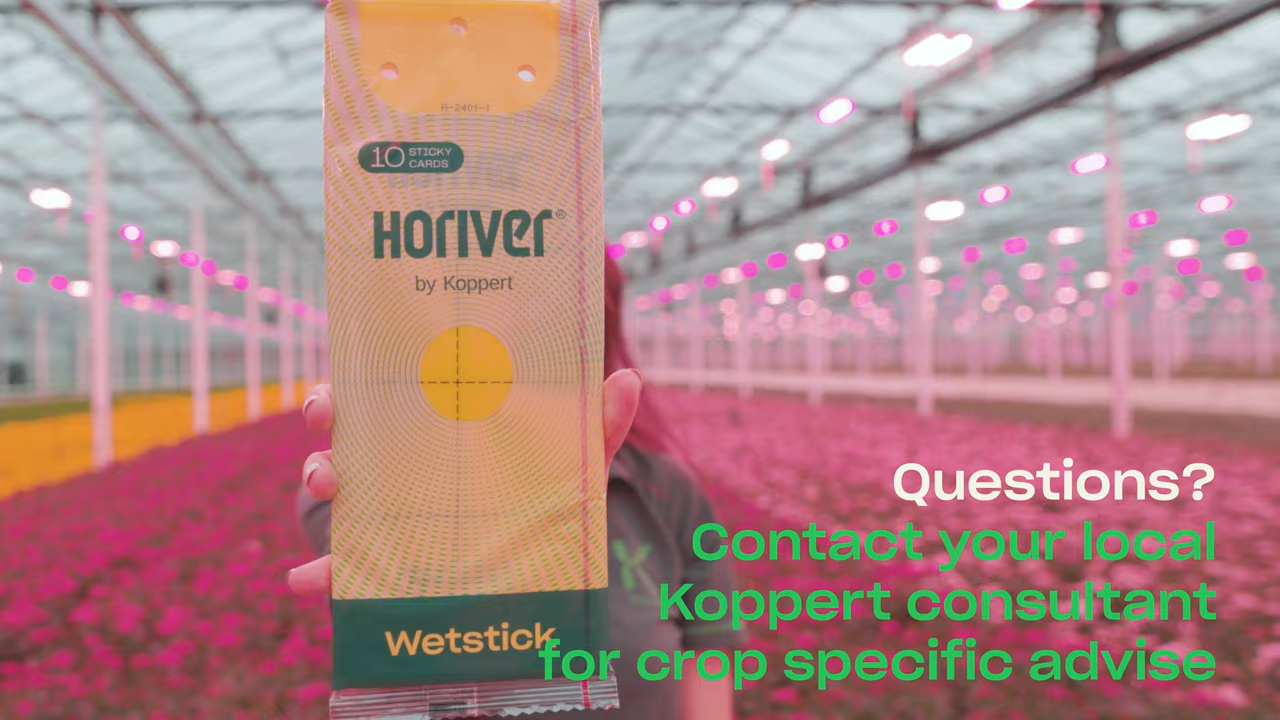 A-2401-1
10 STICKY
CARDS
HORIVER®
by Koppert
Wetstick
Questions?
Contact your local
Koppert consultant
for crop specific advise